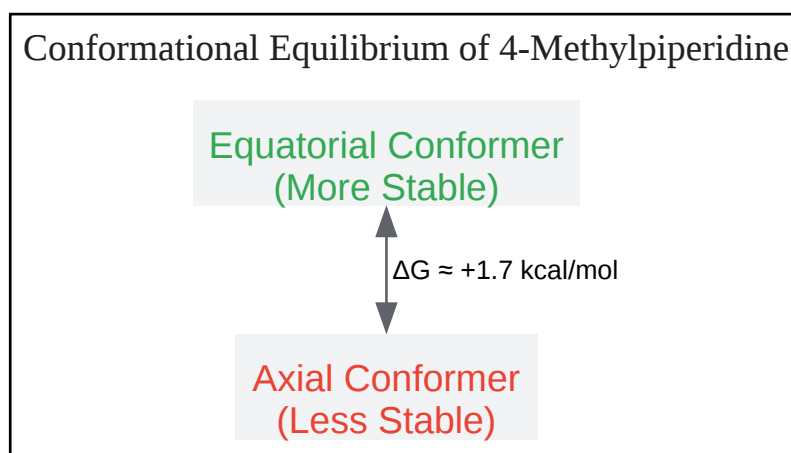 Conformational Equilibrium of 4-Methylpiperidine
Equatorial Conformer
(More Stable)
ΔG ≈ +1.7 kcal/mol
Axial Conformer
(Less Stable)